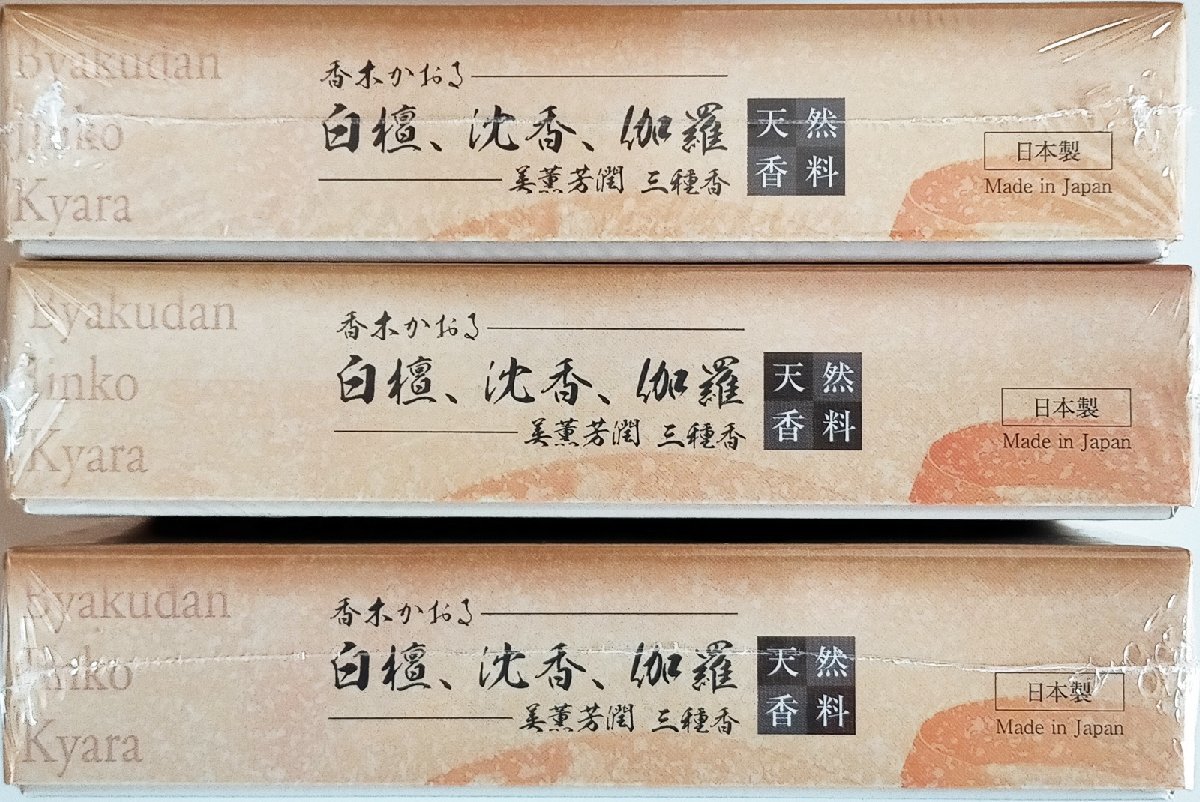 Byakudan
Jinko
Kyara
香木かおる
白檀、沈香、伽羅
美薫芳潤 三種香
天然
香料
日本製
Made in Japan
Byakudan
Jinko
Kyara
香木かおる
白檀、沈香、伽羅
美薫芳潤 三種香
天然
香料
日本製
Made in Japan
Byakudan
Jinko
Kyara
香木かおる
白檀、沈香、伽羅
美薫芳潤 三種香
天然
香料
日本製
Made in Japan